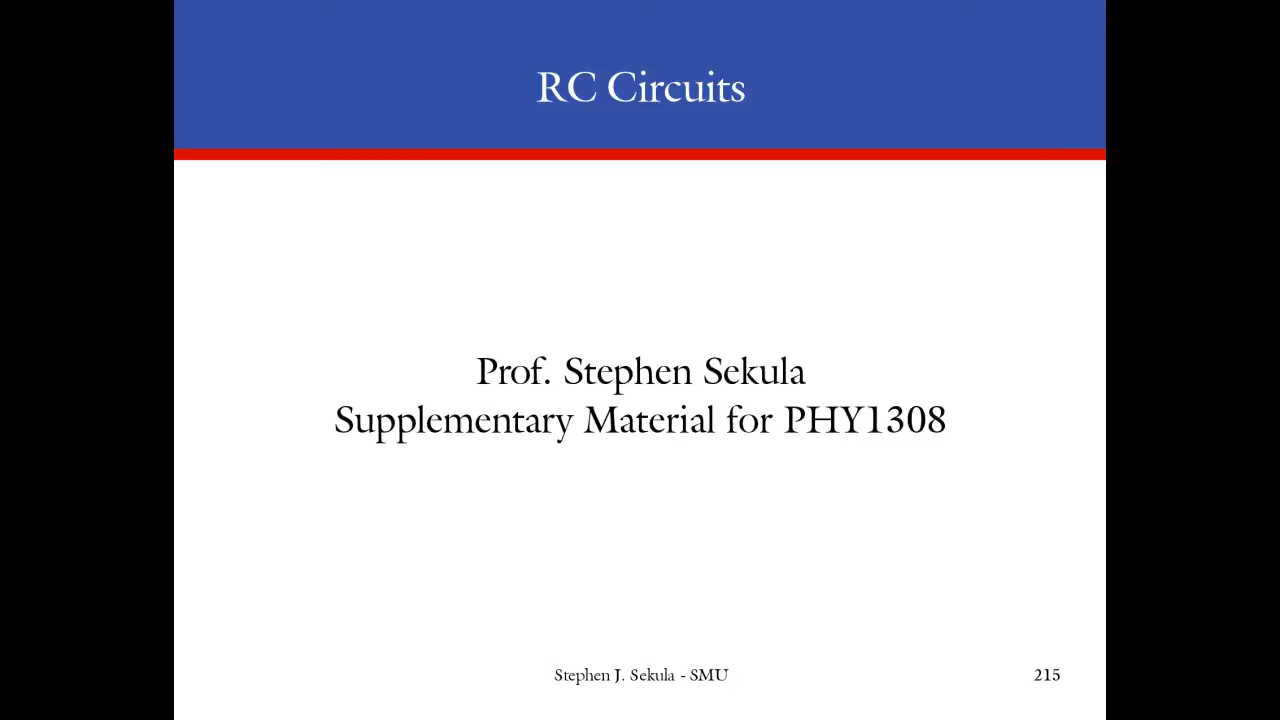 RC Circuits
Prof. Stephen Sekula
Supplementary Material for PHY1308
Stephen J. Sekula - SMU
215